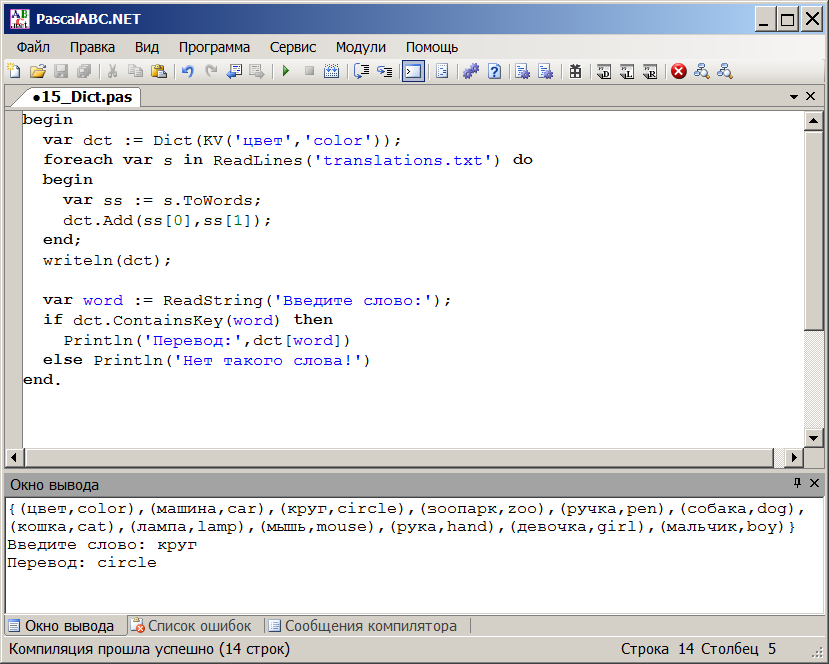 PascalABC.NET
Файл Правка Вид Программа Сервис Модули Помощь
●15_Dict.pas
begin
  var dct := Dict(KV('цвет','color'));
  foreach var s in ReadLines('translations.txt') do
  begin
    var ss := s.ToWords;
    dct.Add(ss[0],ss[1]);
  end;
  writeln(dct);
  var word := ReadString('Введите слово:');
  if dct.ContainsKey(word) then
    Println('Перевод:',dct[word])
  else Println('Нет такого слова!')
end.
Окно вывода
{(цвет,color),(машина,car),(круг,circle),(зоопарк,zoo),(ручка,pen),(собака,dog),
(кошка,cat),(лампа,lamp),(мышь,mouse),(рука,hand),(девочка,girl),(мальчик,boy)}
Введите слово: круг
Перевод: circle
Окно вывода Список ошибок Сообщения компилятора
Компиляция прошла успешно (14 строк) Строка 14 Столбец 5